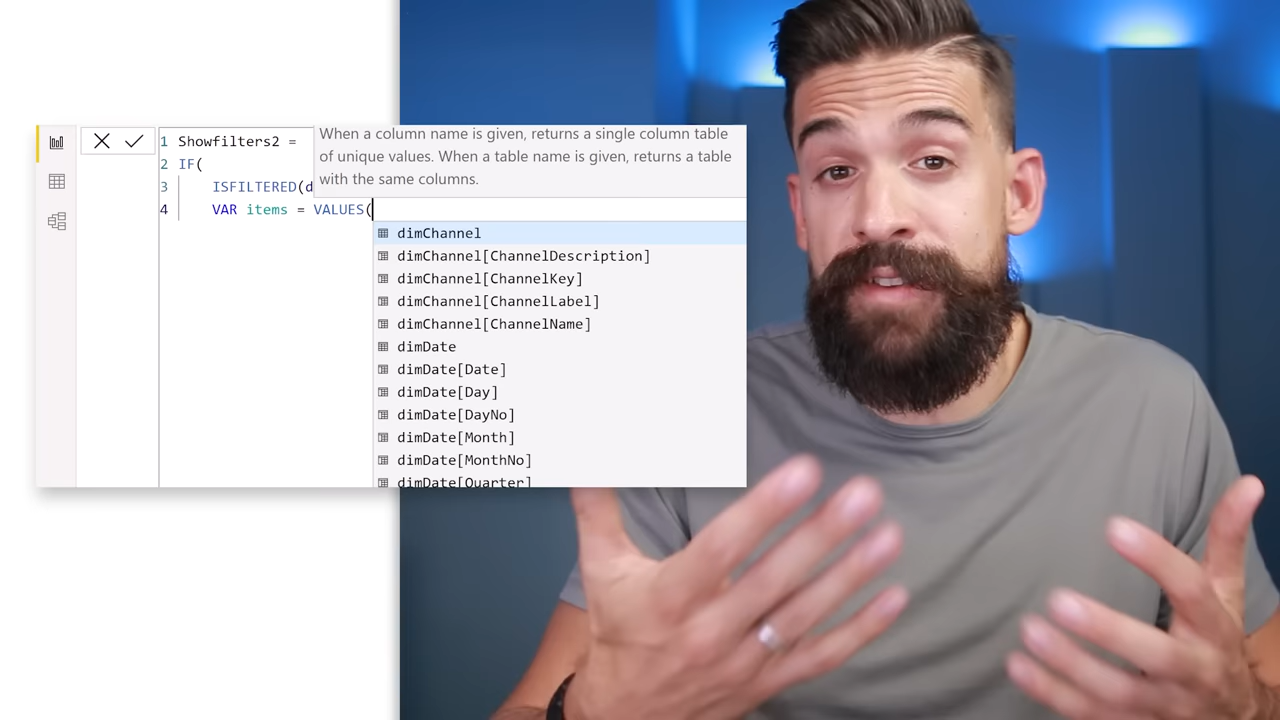 When a column name is given, returns a single column table
of unique values. When a table name is given, returns a table
with the same columns.
1 Showfilters2 =
2 IF(
3 ISFILTERED(d
4 VAR items = VALUES(
dimChannel
dimChannel[ChannelDescription]
dimChannel[ChannelKey]
dimChannel[ChannelLabel]
dimChannel[ChannelName]
dimDate
dimDate[Date]
dimDate[Day]
dimDate[DayNo]
dimDate[Month]
dimDate[MonthNo]
dimDate[Quarter]